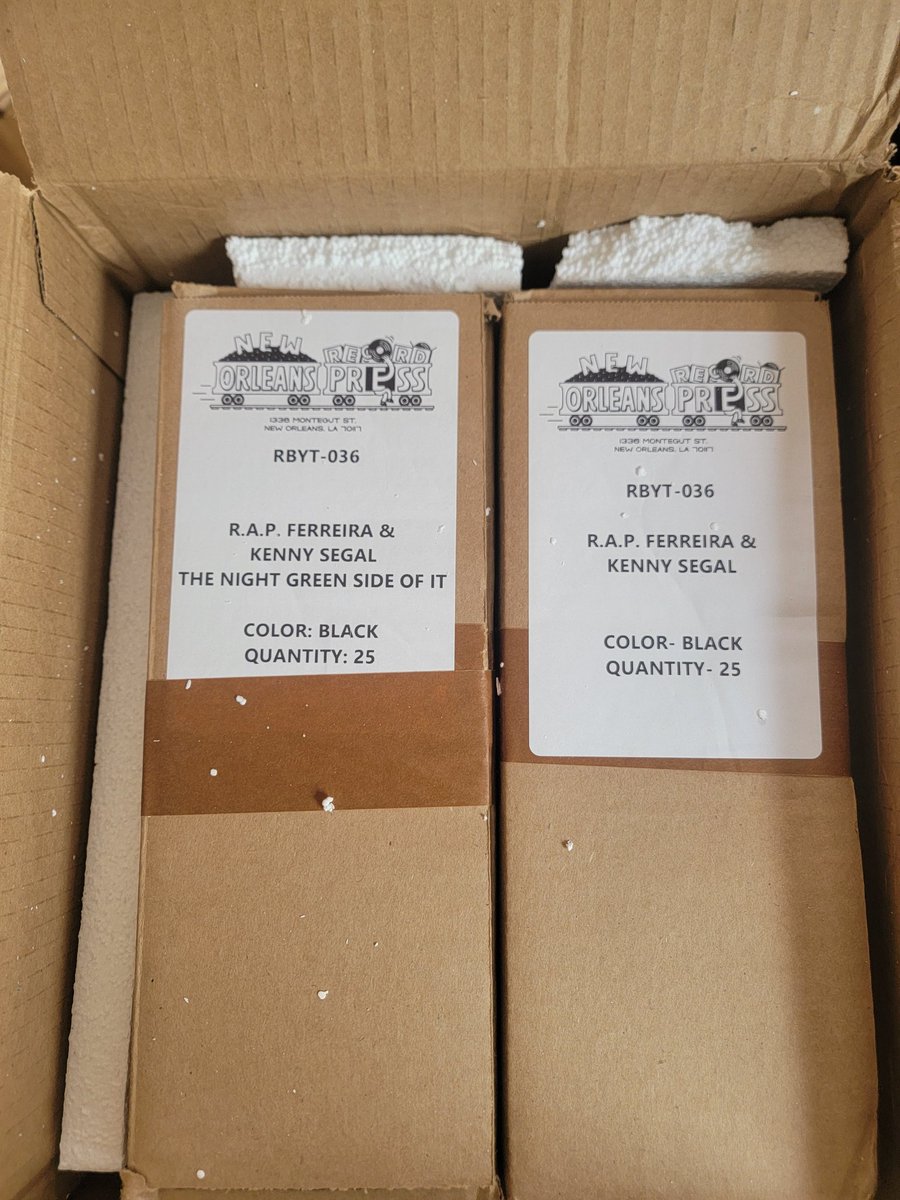 NEW
ORLEANS
RECORD
PRESS
1336 MONTEGUT ST.
NEW ORLEANS, LA 70117
RBYT-036
R.A.P. FERREIRA &
KENNY SEGAL
THE NIGHT GREEN SIDE OF IT
COLOR: BLACK
QUANTITY: 25
NEW
ORLEANS
RECORD
PRESS
1336 MONTEGUT ST.
NEW ORLEANS, LA 70117
RBYT-036
R.A.P. FERREIRA &
KENNY SEGAL
COLOR- BLACK
QUANTITY- 25